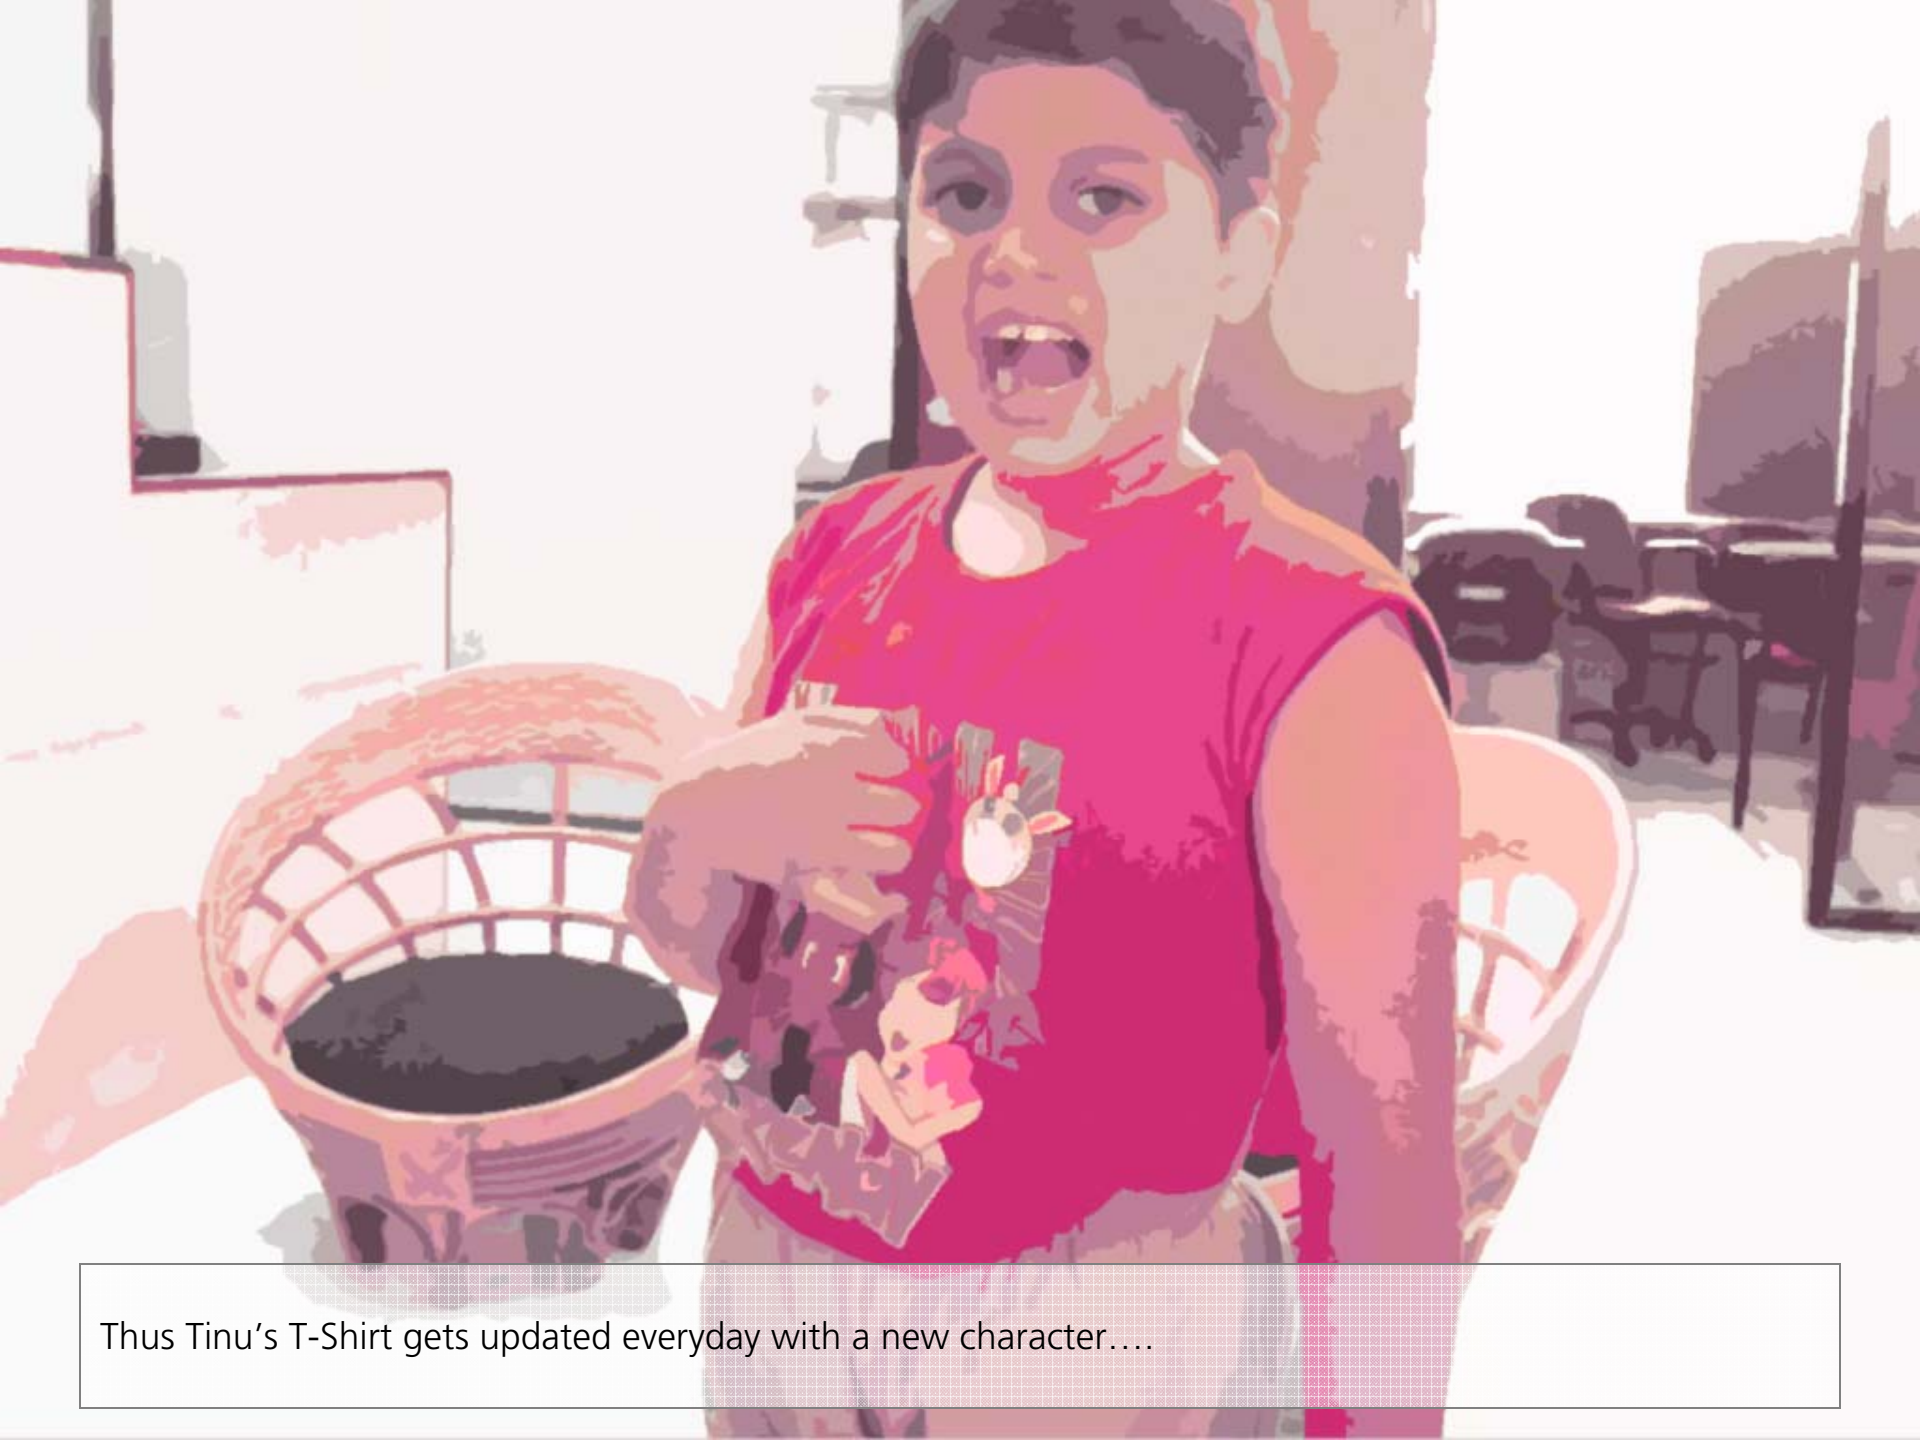 Thus Tinu’s T-Shirt gets updated everyday with a new character….